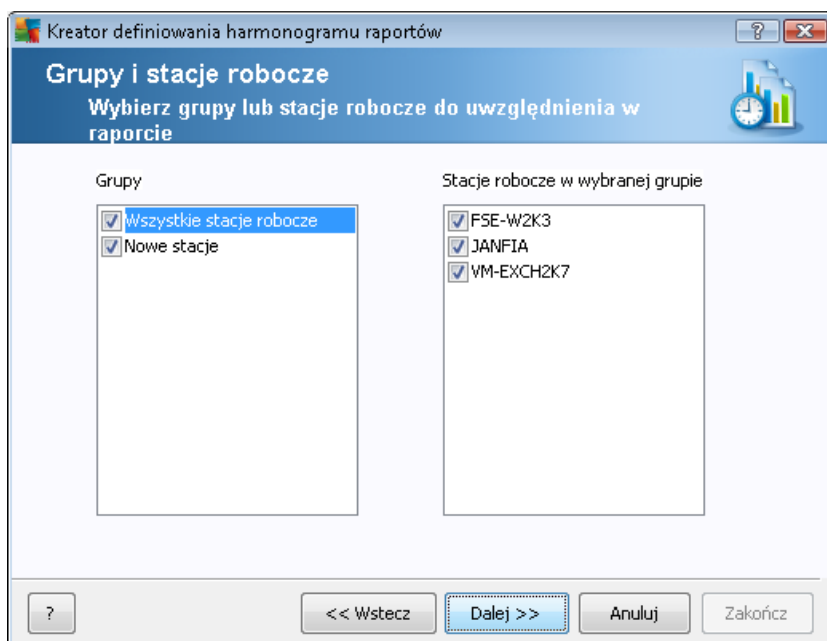 Kreator definiowania harmonogramu raportów
?
Grupy i stacje robocze
Wybierz grupy lub stacje robocze do uwzględnienia w
raporcie
Grupy
Stacje robocze w wybranej grupie
Wszystkie stacje robocze
Nowe stacje
FSE-W2K3
JANFIA
VM-EXCH2K7
?
<< Wstecz
Dalej >>
Anuluj
Zakończ